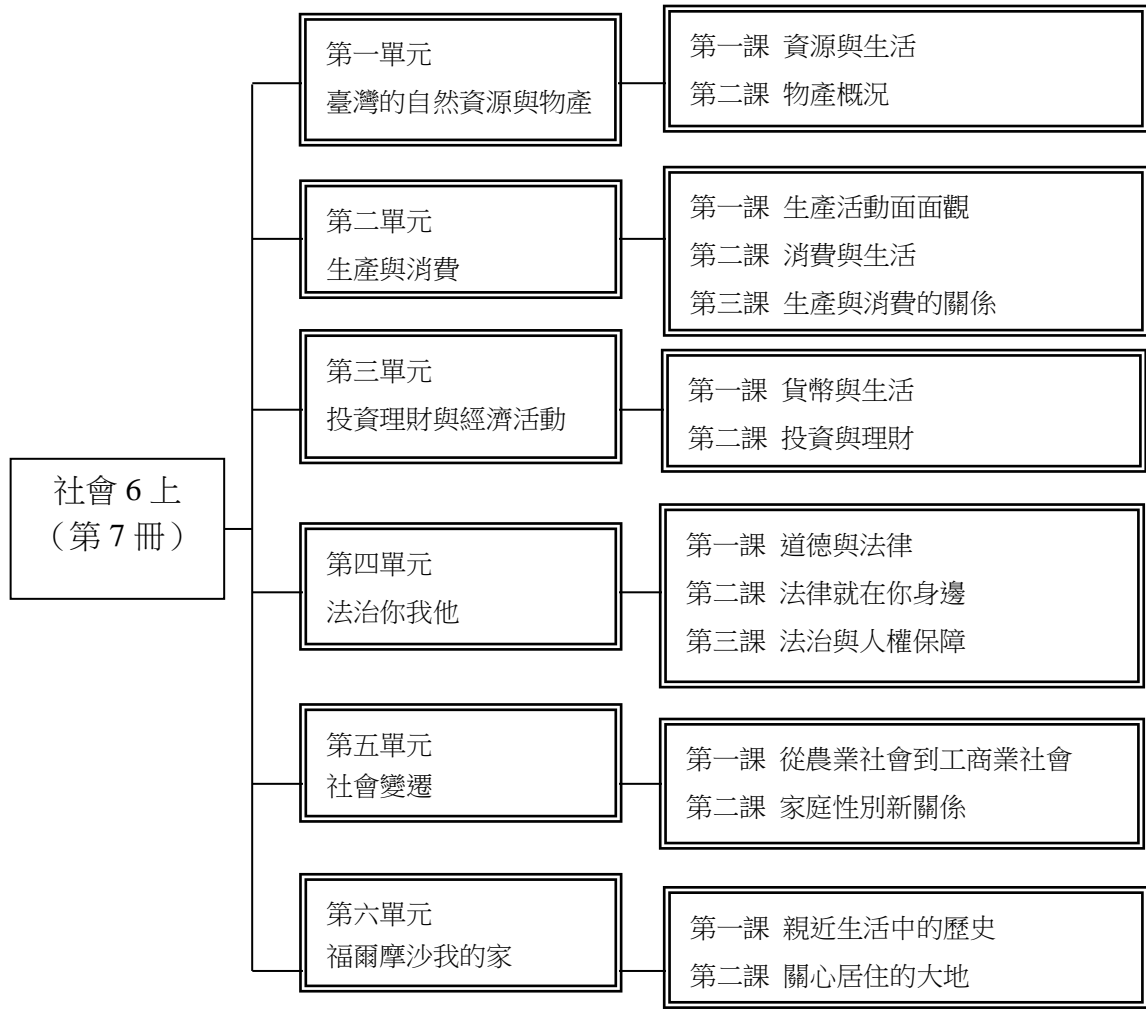 社會 6 上
（第 7 冊）
第一單元
臺灣的自然資源與物產
第一課 資源與生活
第二課 物產概況
第二單元
生產與消費
第一課 生產活動面面觀
第二課 消費與生活
第三課 生產與消費的關係
第三單元
投資理財與經濟活動
第一課 貨幣與生活
第二課 投資與理財
第四單元
法治你我他
第一課 道德與法律
第二課 法律就在你身邊
第三課 法治與人權保障
第五單元
社會變遷
第一課 從農業社會到工商業社會
第二課 家庭性別新關係
第六單元
福爾摩沙我的家
第一課 親近生活中的歷史
第二課 關心居住的大地